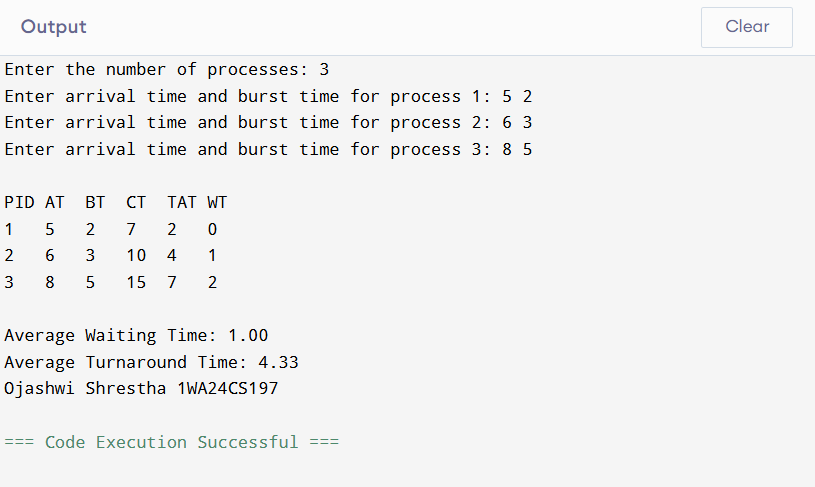 Output
Clear
Enter the number of processes: 3
Enter arrival time and burst time for process 1: 5 2
Enter arrival time and burst time for process 2: 6 3
Enter arrival time and burst time for process 3: 8 5
PID AT  BT  CT  TAT WT
1   5   2   7   2   0
2   6   3   10  4   1
3   8   5   15  7   2
Average Waiting Time: 1.00
Average Turnaround Time: 4.33
Ojashwi Shrestha 1WA24CS197
=== Code Execution Successful ===